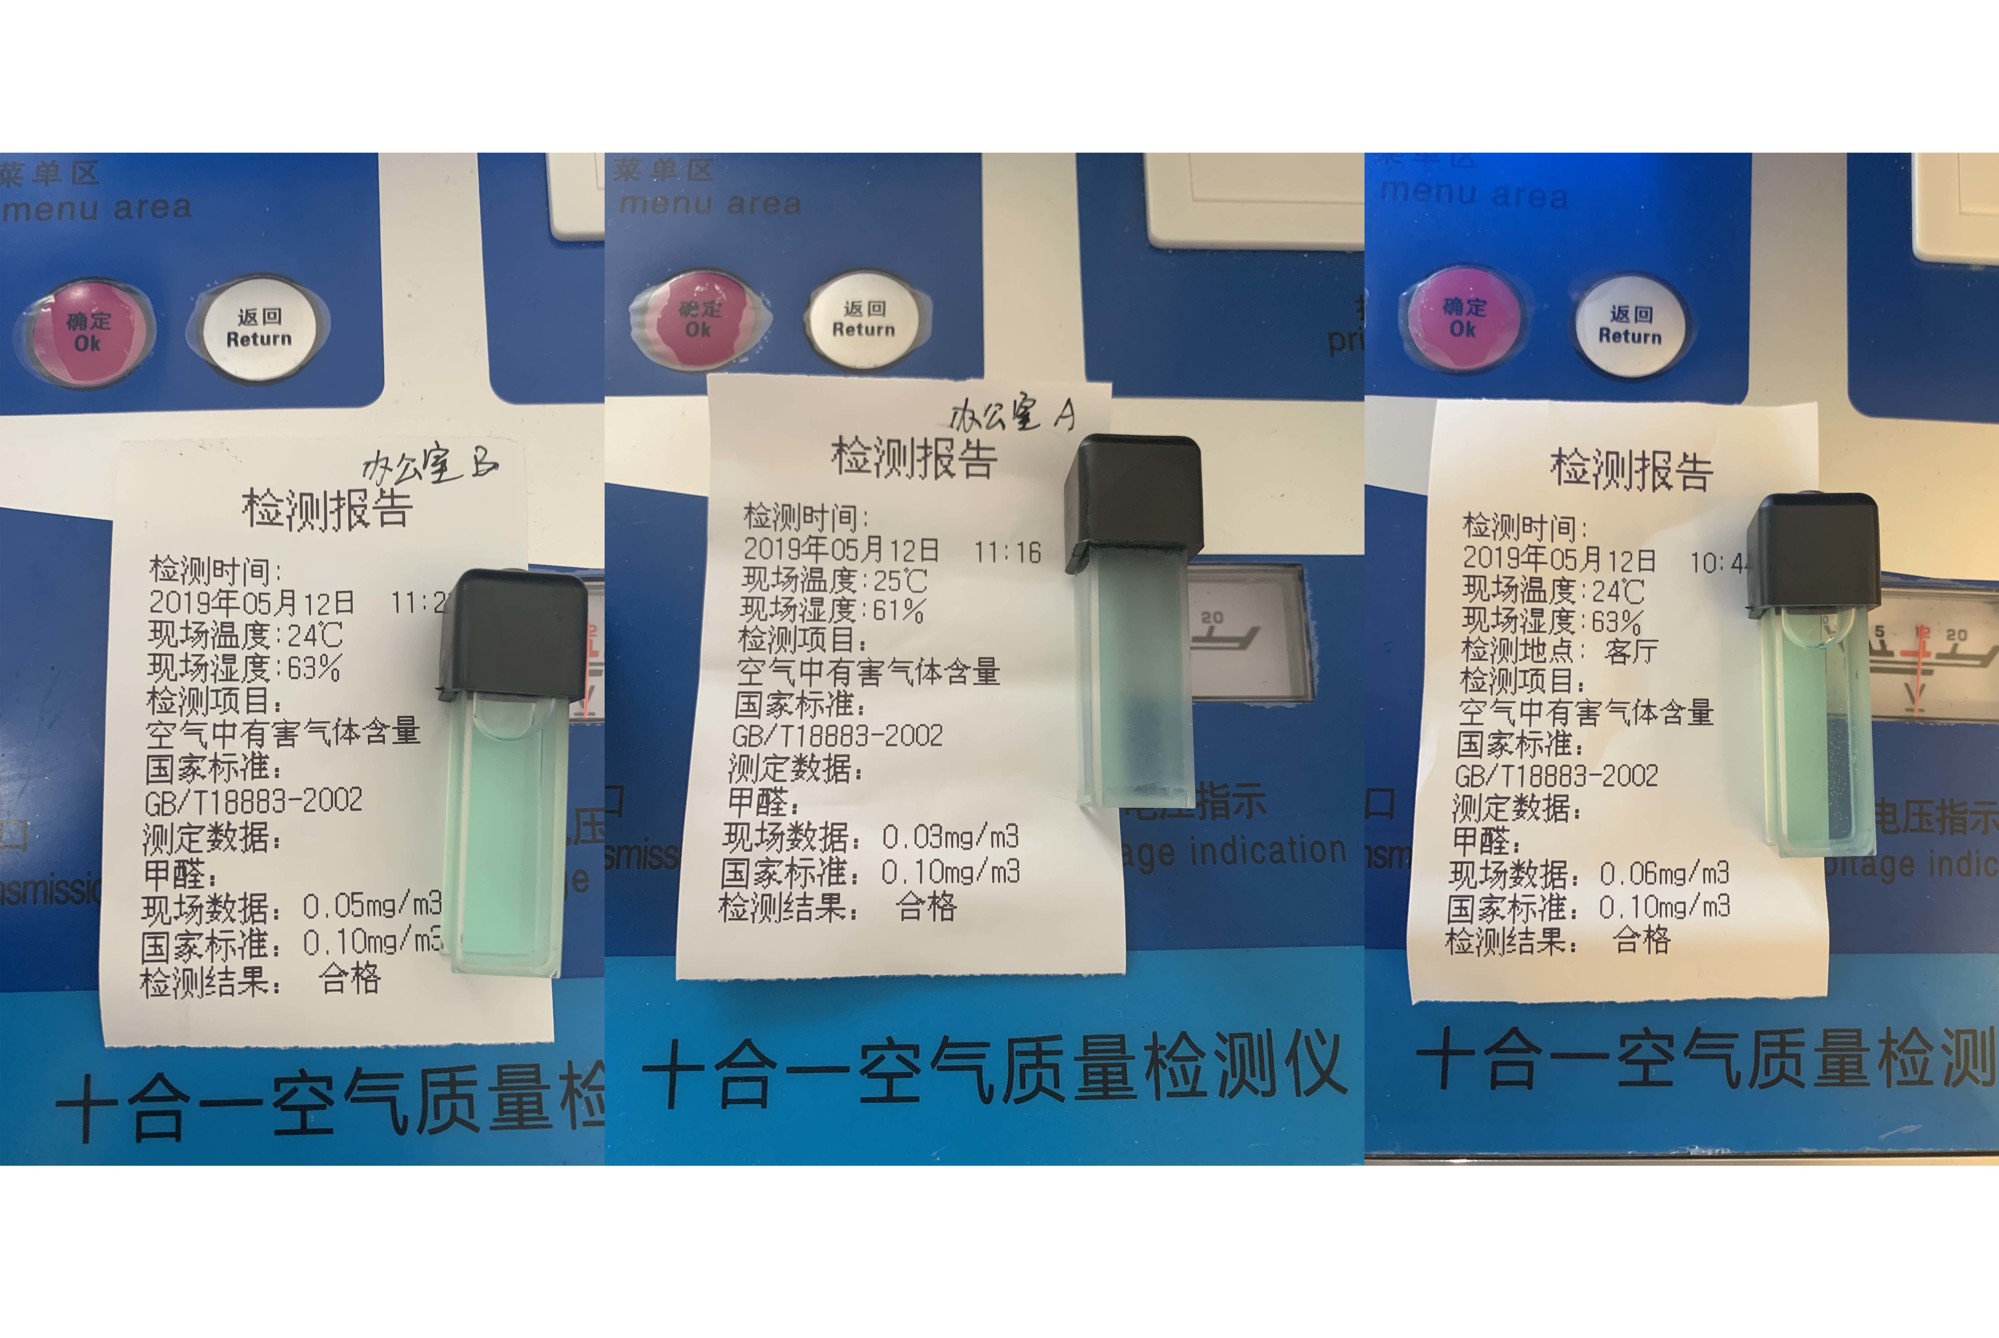 菜单区
menu area
确定
Ok
返回
Return
办公室 B
检测报告
检测时间:
2019年05月12日 11:2
现场温度:24℃
现场湿度:63%
检测项目:
空气中有害气体含量
国家标准:
GB/T18883-2002
测定数据:
甲醛:
现场数据: 0.05mg/m3
国家标准: 0.10mg/m3
检测结果: 合格
十合一空气质量检
菜单区
menu area
确定
Ok
返回
Return
办公室 A
检测报告
检测时间:
2019年05月12日 11:16
现场温度:25℃
现场湿度:61%
检测项目:
空气中有害气体含量
国家标准:
GB/T18883-2002
测定数据:
甲醛:
现场数据: 0.03mg/m3
国家标准: 0.10mg/m3
检测结果: 合格
20
电压指示
indication
十合一空气质量检测仪
菜单区
menu area
确定
Ok
返回
Return
检测报告
检测时间:
2019年05月12日 10:4
现场温度:24℃
现场湿度:63%
检测地点: 客厅
检测项目:
空气中有害气体含量
国家标准:
GB/T18883-2002
测定数据:
甲醛:
现场数据: 0.06mg/m3
国家标准: 0.10mg/m3
检测结果: 合格
5 12 20
V
电压指示
十合一空气质量检测